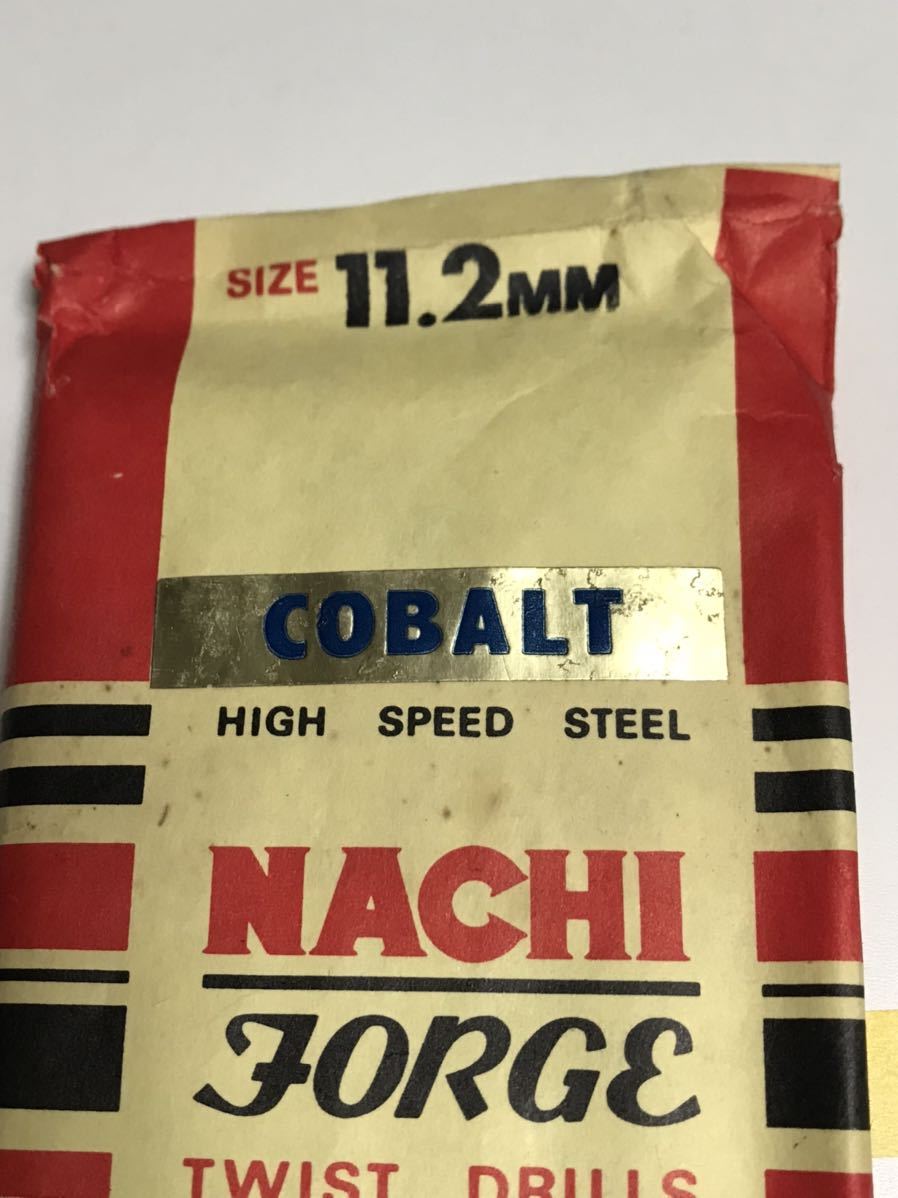 SIZE 11.2MM
COBALT
HIGH SPEED STEEL
NACHI
FORGE
TWIST DRILLS